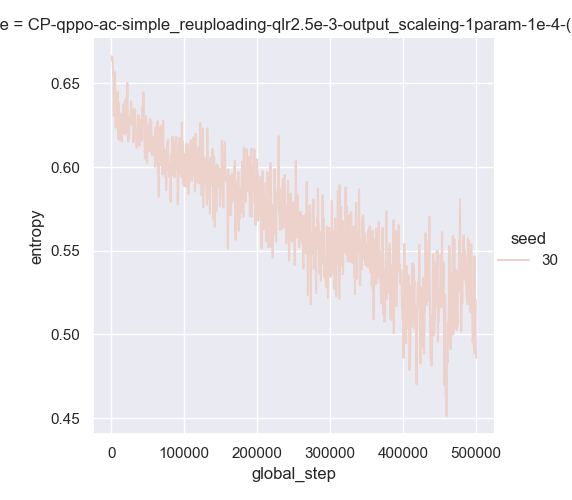 e = CP-qppo-ac-simple_reuploading-qlr2.5e-3-output_scaleing-1param-1e-4-(
0.65
0.60
0.55
0.50
0.45
entropy
seed
30
0 100000 200000 300000 400000 500000
global_step